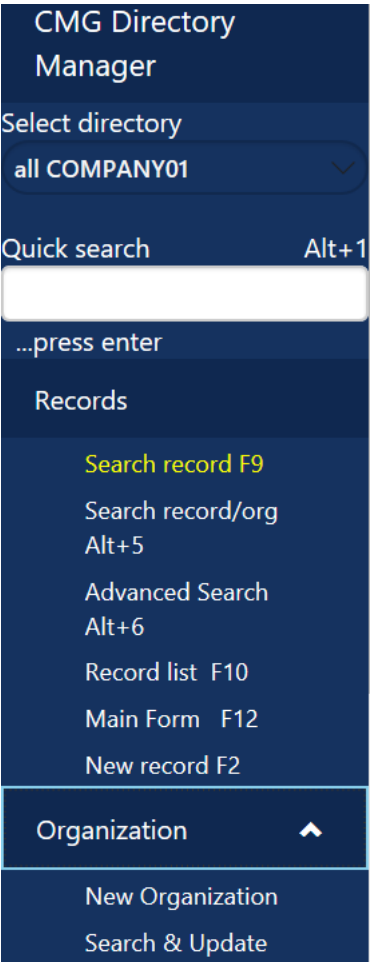 CMG Directory
Manager
Select directory
all COMPANY01
Quick search Alt+1
...press enter
Records
Search record F9
Search record/org
Alt+5
Advanced Search
Alt+6
Record list F10
Main Form F12
New record F2
Organization
New Organization
Search & Update